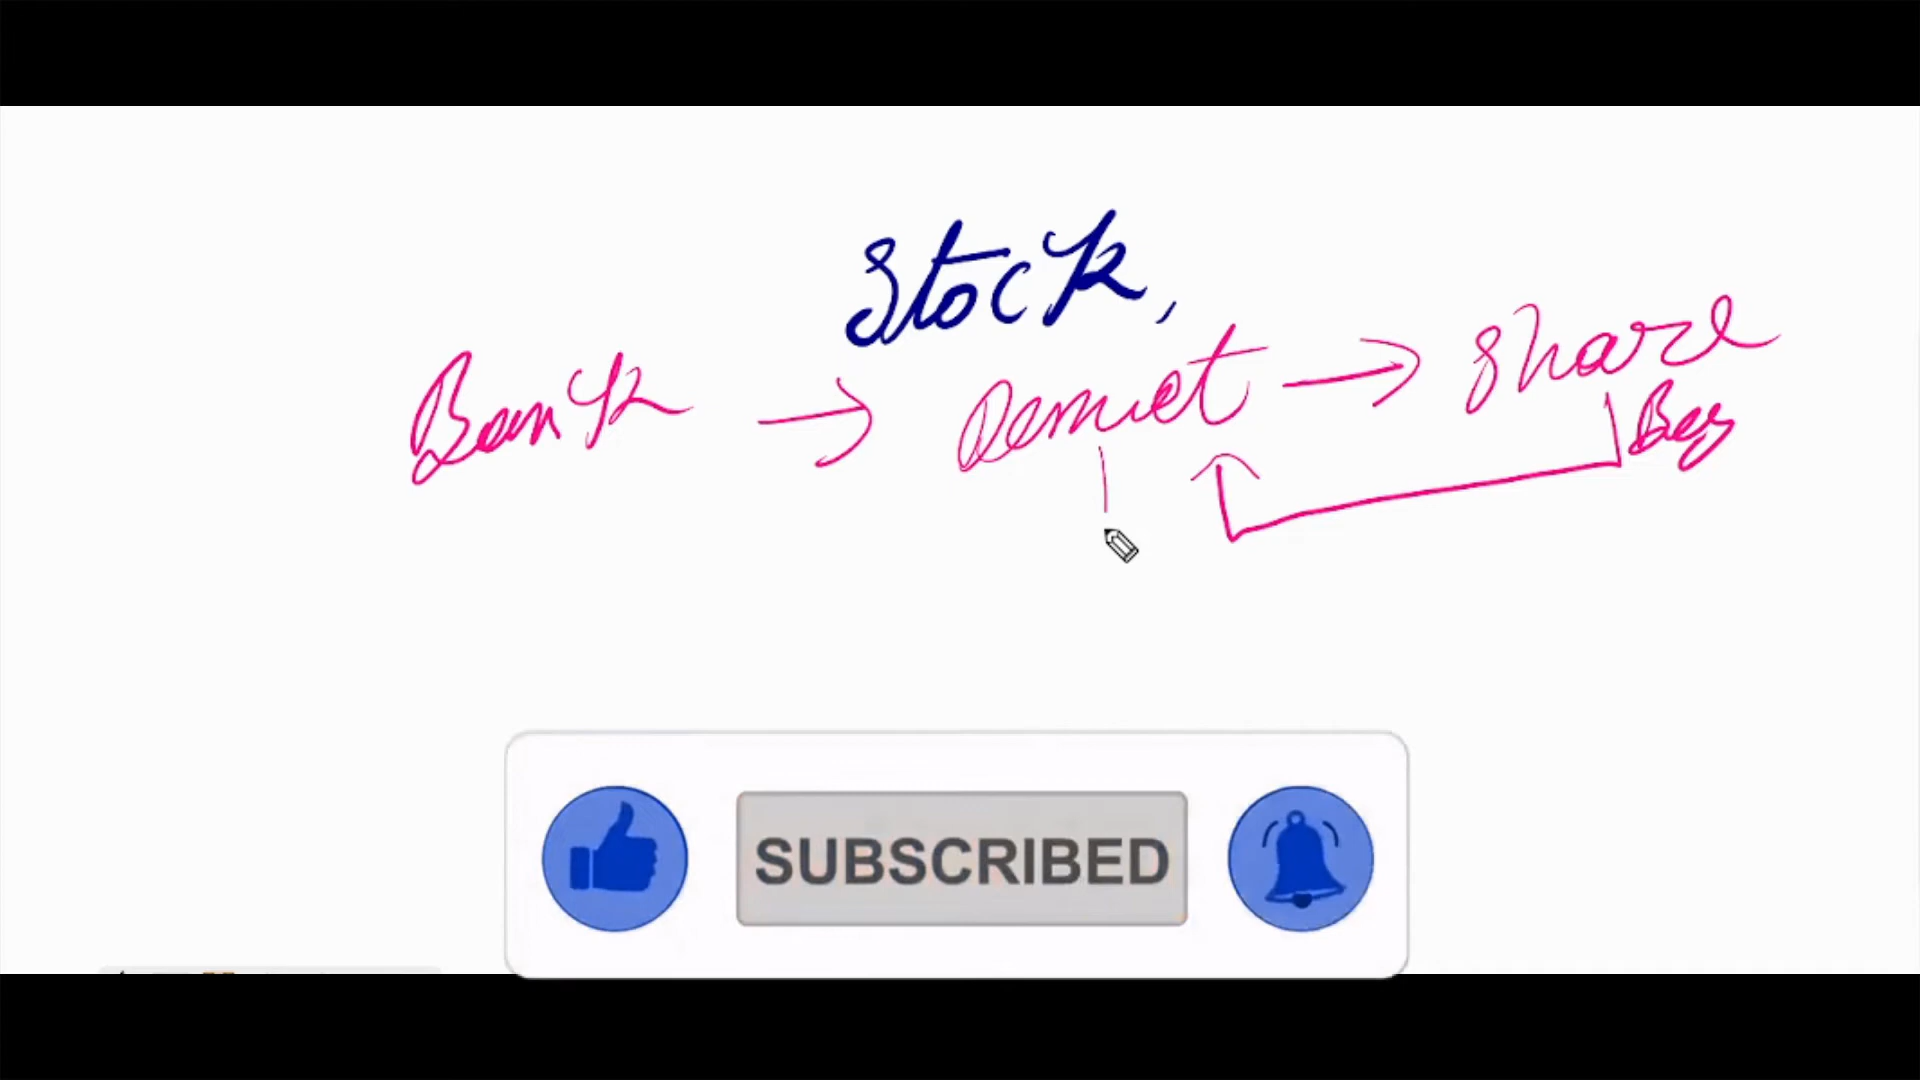 Stock,
Bank → Demat → Share
Buy
SUBSCRIBED